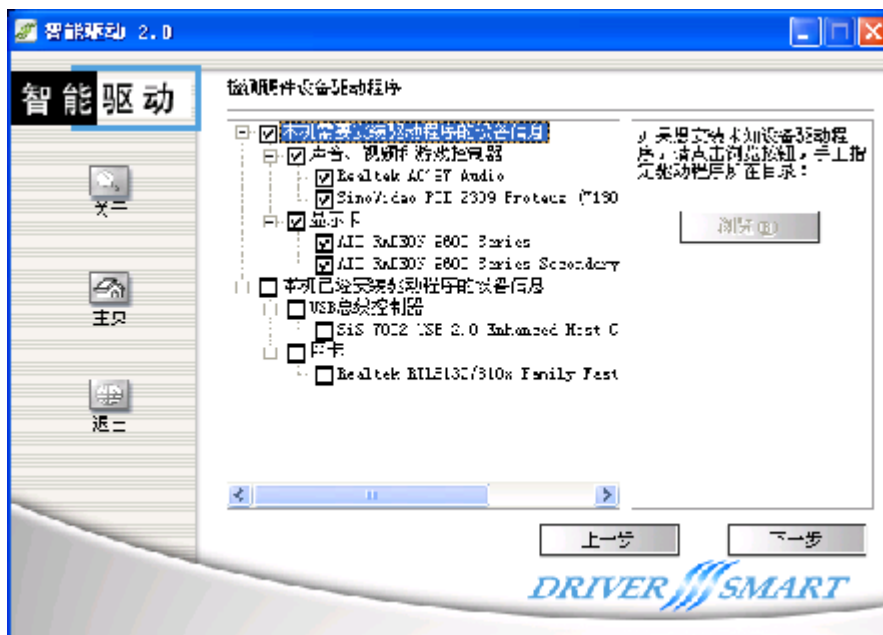 智能驱动 2.0
智能驱动
检测硬件设备驱动程序
本机需要安装驱动程序的设备信息
声音、视频和游戏控制器
Realtek AC'97 Audio
SinoVideo PCI 2309 Proteus (7130
显示卡
ATI RADEON 9600 Series
ATI RADEON 9600 Series Secondary
本机已经安装驱动程序的设备信息
USB总线控制器
SiS 7002 USB 2.0 Enhanced Host C
网卡
Realtek RTL8139/810x Family Fast
如果想安装未知设备驱动程
序，请点击浏览按钮，手工指
定驱动程序所在目录：
浏览(B)
关于
主页
退出
上一步
下一步
DRIVER SMART